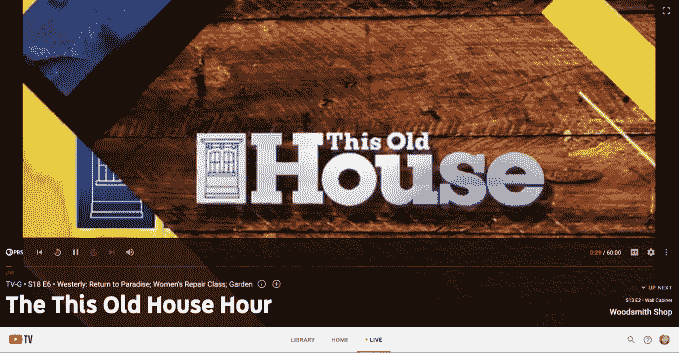 This Old
House
PBS
0:29 / 60:00
LIVE
TV-G • S18 E6 • Westerly: Return to Paradise; Women's Repair Class; Garden
The This Old House Hour
UP NEXT
S13 E2 • Wall Cabinet
Woodsmith Shop
TV
LIBRARY
HOME
LIVE